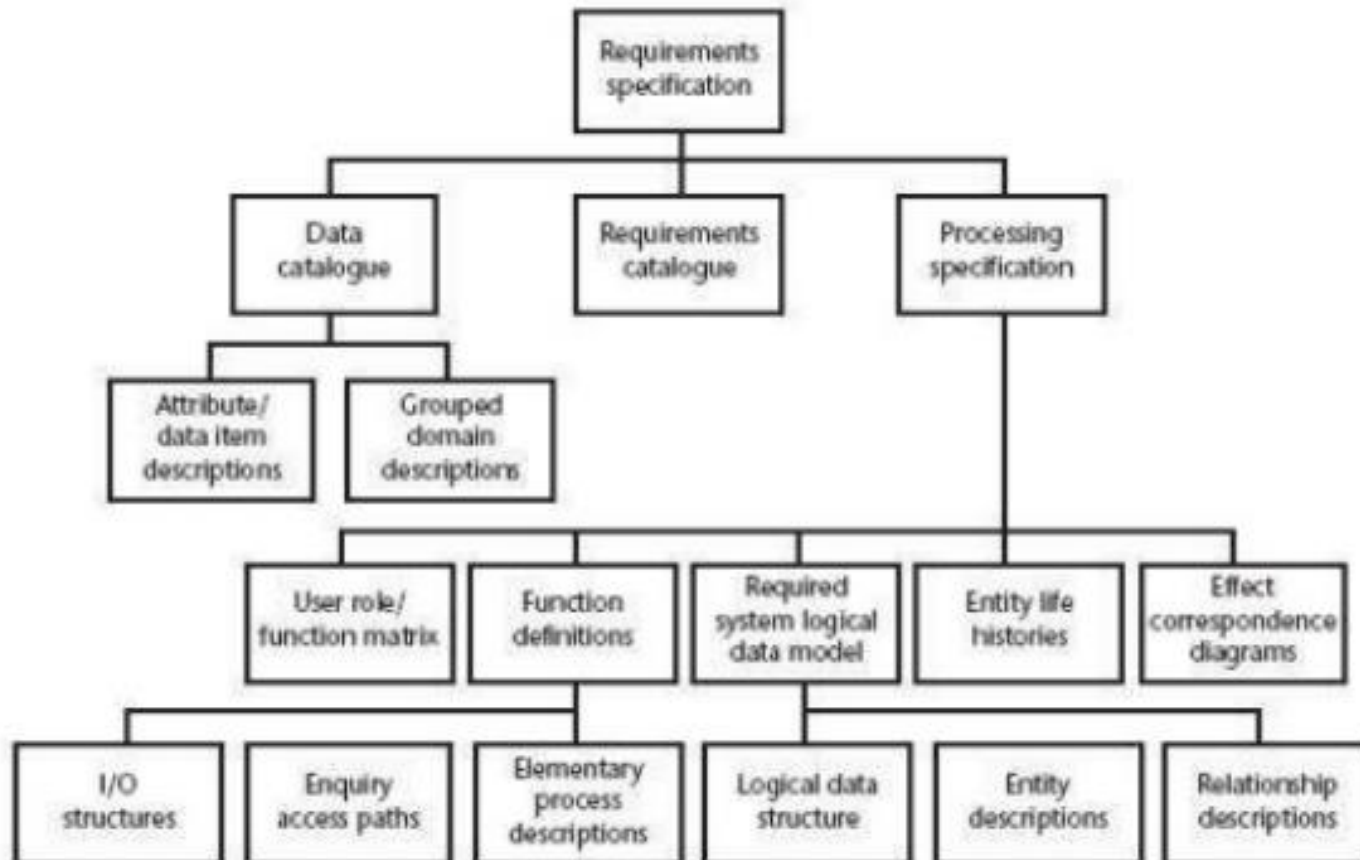 Requirements
specification
Data
catalogue
Requirements
catalogue
Processing
specification
Attribute/
data item
descriptions
Grouped
domain
descriptions
User role/
function matrix
Function
definitions
Required
system logical
data model
Entity life
histories
Effect
correspondence
diagrams
I/O
structures
Enquiry
access paths
Elementary
process
descriptions
Logical data
structure
Entity
descriptions
Relationship
descriptions